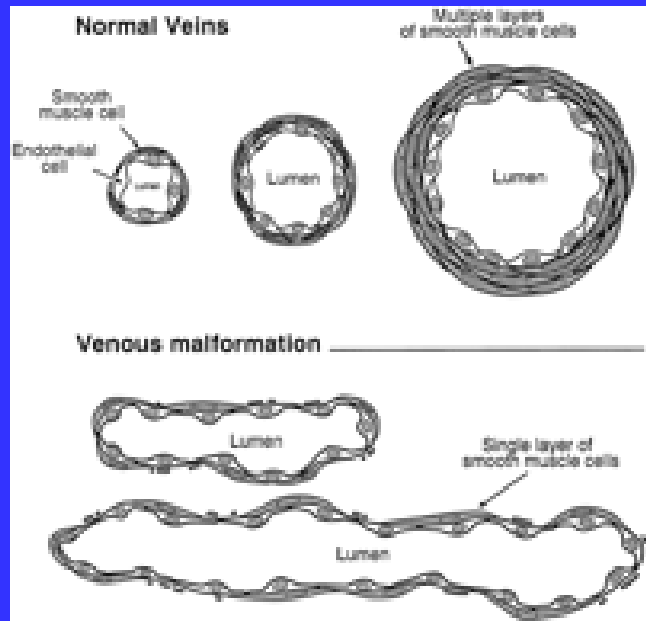 Normal Veins
Multiple layers
of smooth muscle cells
Smooth
muscle cell
Endothelial
cell
Lumen
Lumen
Lumen
Venous malformation
Lumen
Single layer of
smooth muscle cells
Lumen